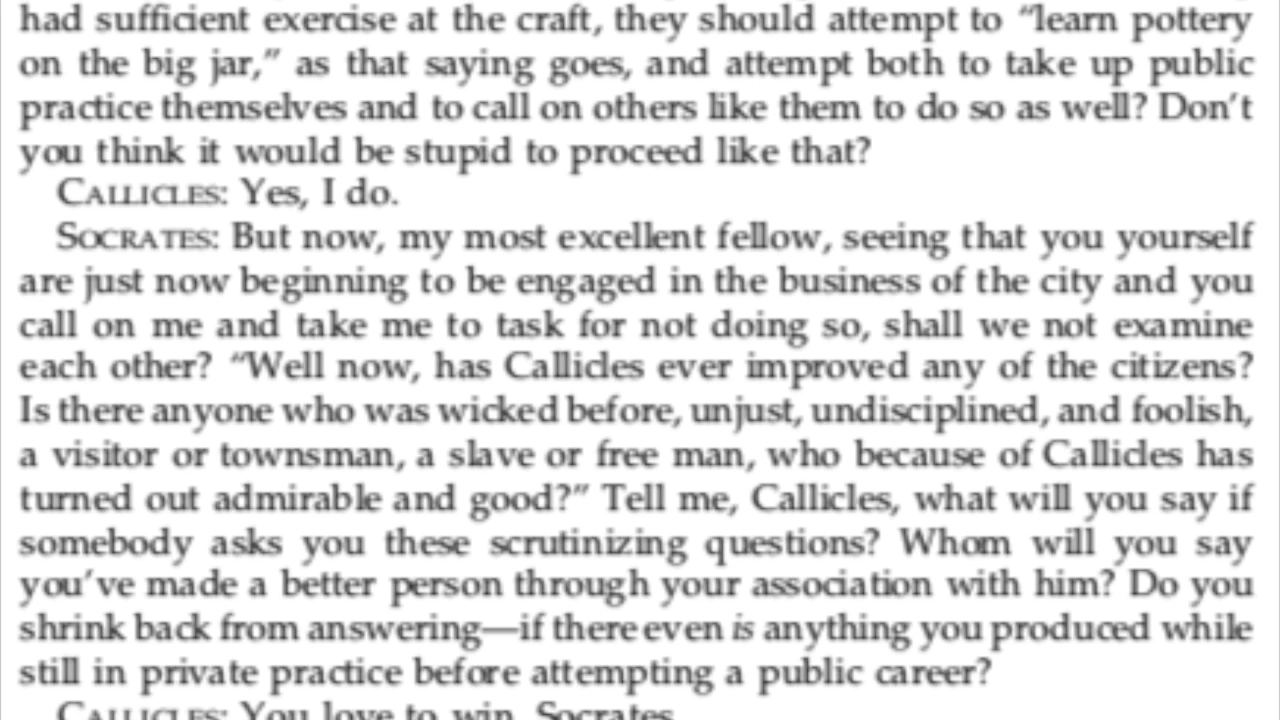 had sufficient exercise at the craft, they should attempt to “learn pottery
on the big jar,” as that saying goes, and attempt both to take up public
practice themselves and to call on others like them to do so as well? Don’t
you think it would be stupid to proceed like that?
CALLICLES: Yes, I do.
SOCRATES: But now, my most excellent fellow, seeing that you yourself
are just now beginning to be engaged in the business of the city and you
call on me and take me to task for not doing so, shall we not examine
each other? “Well now, has Callicles ever improved any of the citizens?
Is there anyone who was wicked before, unjust, undisciplined, and foolish,
a visitor or townsman, a slave or free man, who because of Callicles has
turned out admirable and good?” Tell me, Callicles, what will you say if
somebody asks you these scrutinizing questions? Whom will you say
you’ve made a better person through your association with him? Do you
shrink back from answering—if there even is anything you produced while
still in private practice before attempting a public career?
CALLICLES: You love to win, Socrates.